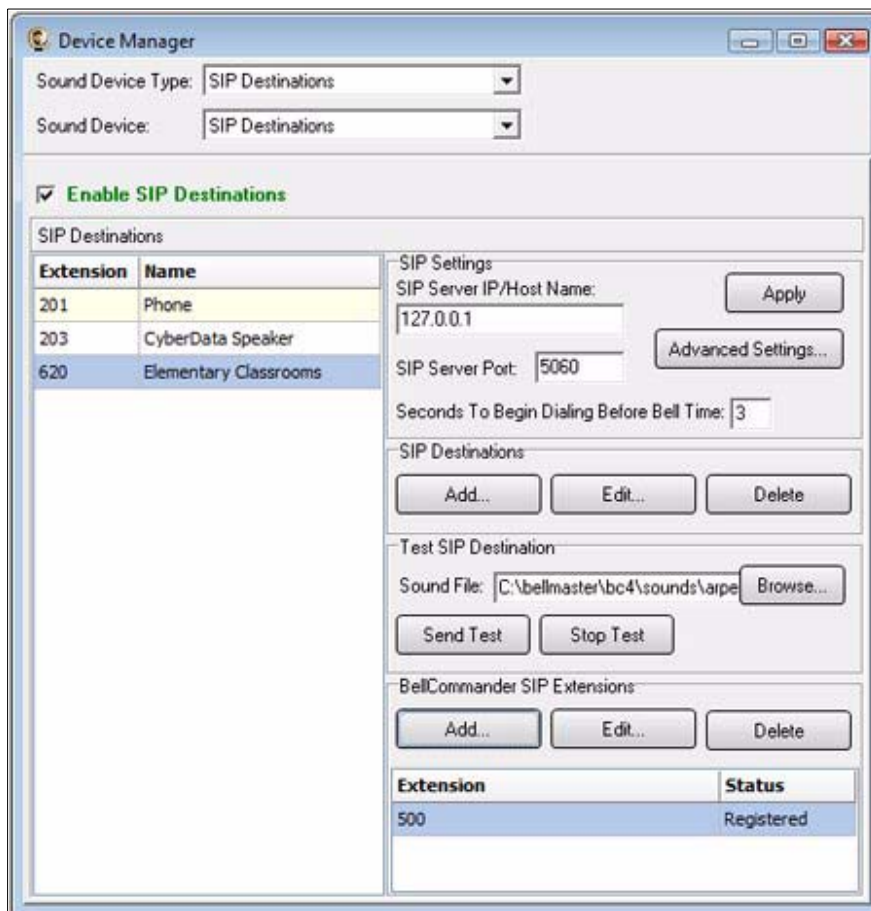 Device Manager
Sound Device Type: SIP Destinations
Sound Device: SIP Destinations
Enable SIP Destinations
SIP Destinations
Extension Name
201 Phone
203 CyberData Speaker
620 Elementary Classrooms
SIP Settings
SIP Server IP/Host Name:
Apply
127.0.0.1
Advanced Settings...
SIP Server Port: 5060
Seconds To Begin Dialing Before Bell Time: 3
SIP Destinations
Add... Edit... Delete
Test SIP Destination
Sound File: C:\bellmaster\bc4\sounds\arpe Browse...
Send Test Stop Test
BellCommander SIP Extensions
Add... Edit... Delete
Extension Status
500 Registered